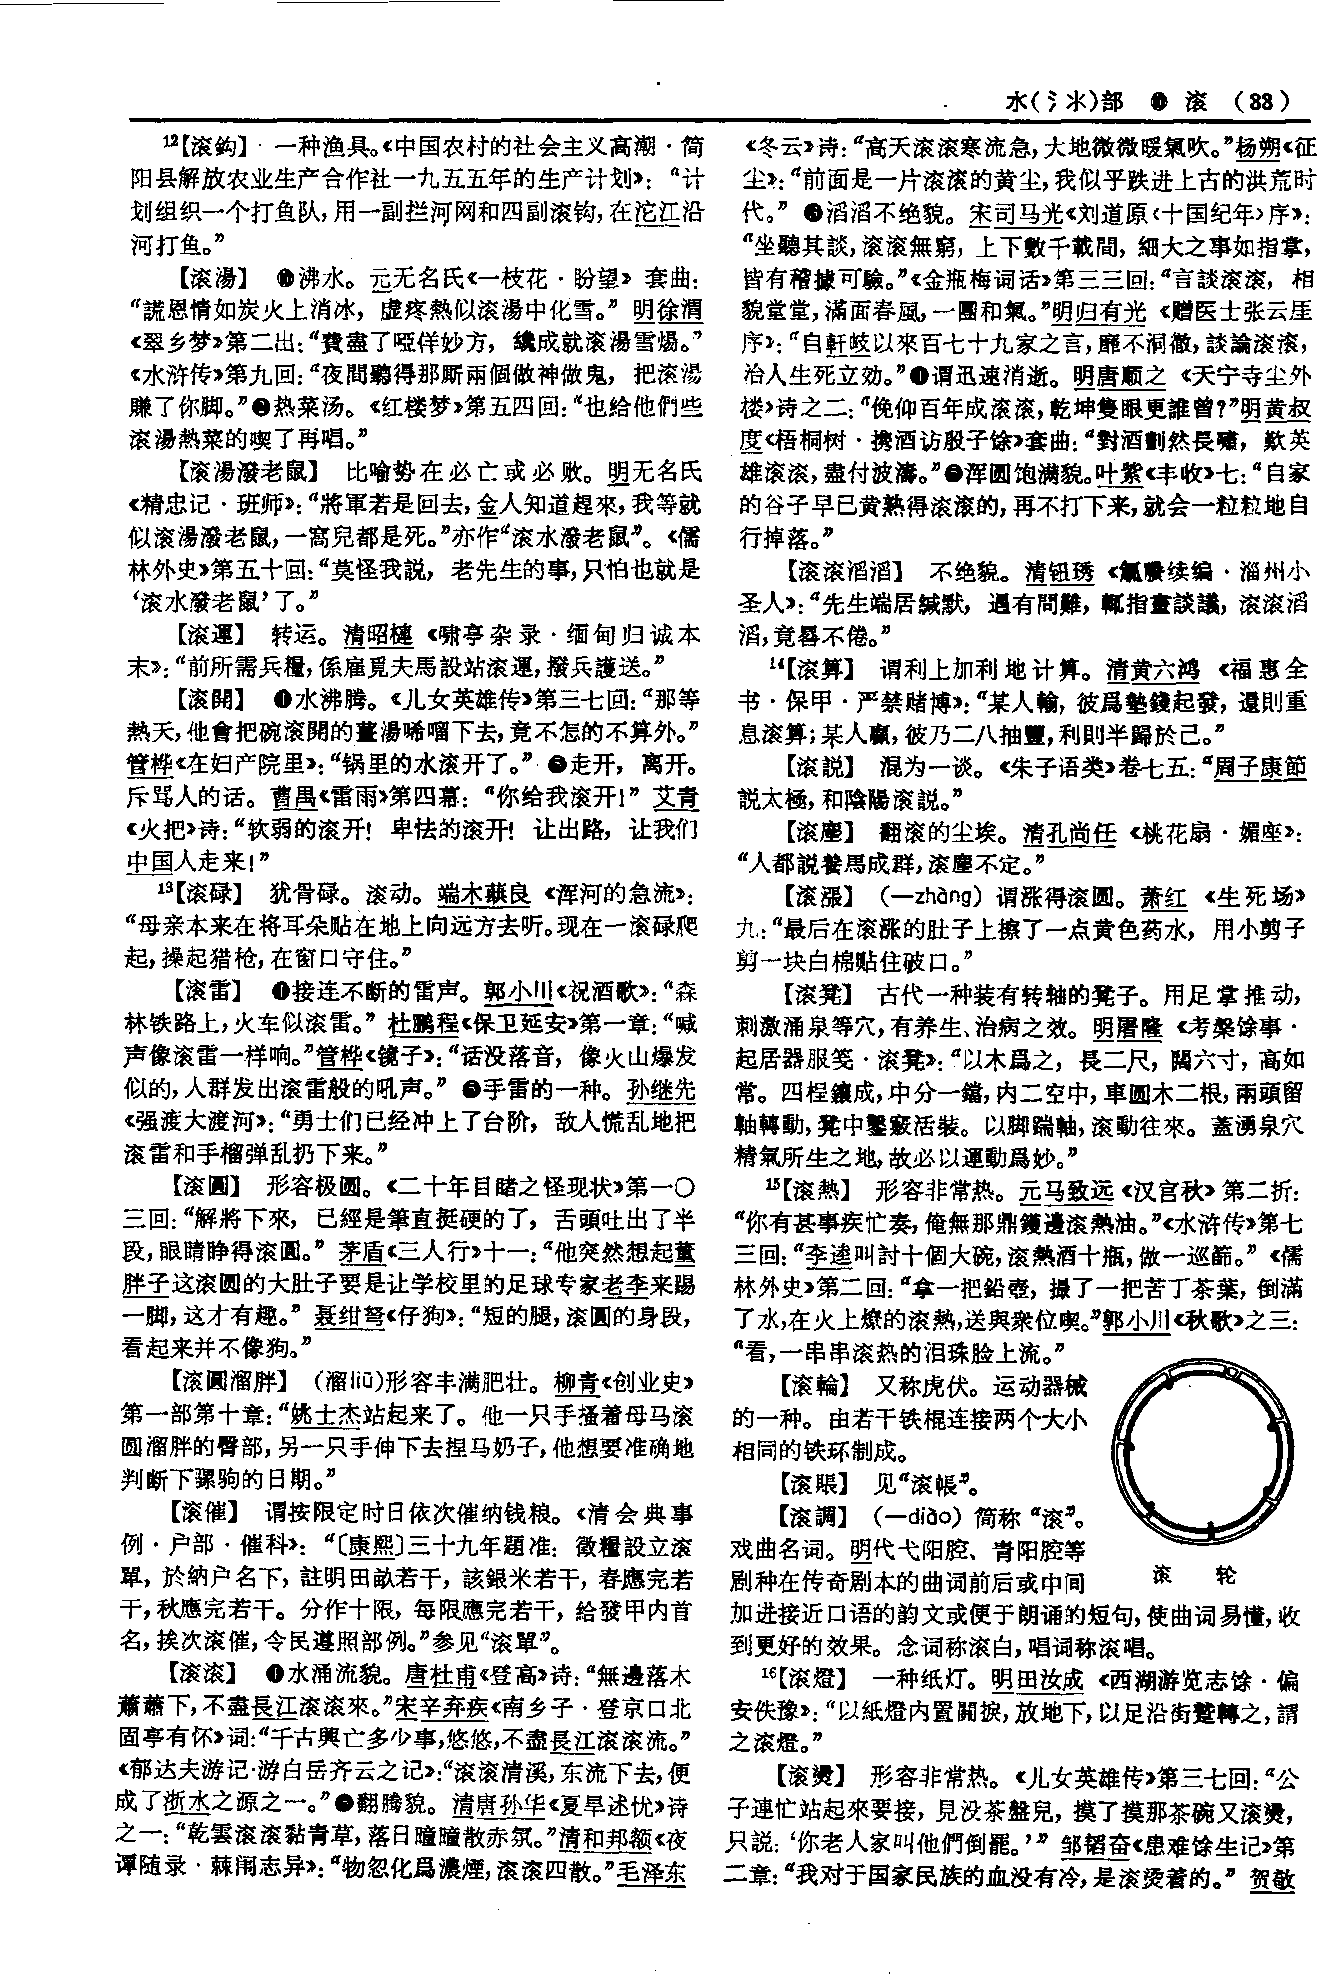 水(氵氺)部 ❿ 滚 (83)
12【滚鈎】 一种渔具。《中国农村的社会主义高潮·简
阳县解放农业生产合作社一九五五年的生产计划》：“计
划组织一个打鱼队，用一副拦河网和四副滚钩，在沱江沿
河打鱼。”
【滚湯】 ❶沸水。元无名氏《一枝花·盼望》套曲：
“謊恩情如炭火上消冰，虚疼熱似滚湯中化雪。” 明徐渭
《翠乡梦》第二出：“費盡了啞佯妙方，纔成就滚湯雪煬。”
《水浒传》第九回：“夜間聽得那厮兩個做神做鬼，把滚湯
賺了你脚。”❷热菜汤。《红楼梦》第五四回：“也给他們些
滚湯熱菜的喫了再唱。”
【滚湯潑老鼠】 比喻势在必亡或必败。明无名氏
《精忠记·班师》：“將軍若是回去，金人知道趕來，我等就
似滚湯潑老鼠，一窩兒都是死。”亦作“滚水潑老鼠”。《儒
林外史》第五十回：“莫怪我説，老先生的事，只怕也就是
‘滚水潑老鼠’了。”
【滚運】 转运。清昭槤《啸亭杂录·缅甸归诚本
末》：“前所需兵糧，係雇覓夫馬設站滚運，撥兵護送。”
【滚開】 ❶水沸腾。《儿女英雄传》第三七回：“那等
熱天，他會把碗滚開的薑湯唏嚁下去，竟不怎的不算外。”
管桦《在妇产院里》：“锅里的水滚开了。”❷走开，离开。
斥骂人的话。曹禺《雷雨》第四幕：“你给我滚开！” 艾青
《火把》诗：“软弱的滚开！ 卑怯的滚开！ 让出路，让我们
中国人走来！”
13【滚碌】 犹骨碌。滚动。端木蕻良《浑河的急流》：
“母亲本来在将耳朵贴在地上向远方去听。现在一滚碌爬
起，操起猎枪，在窗口守住。”
【滚雷】 ❶接连不断的雷声。郭小川《祝酒歌》：“森
林铁路上，火车似滚雷。” 杜鹏程《保卫延安》第一章：“喊
声像滚雷一样响。”管桦《镜子》：“话没落音，像火山爆发
似的，人群发出滚雷般的吼声。” ❷手雷的一种。孙继先
《强渡大渡河》：“勇士们已经冲上了台阶，敌人慌乱地把
滚雷和手榴弹乱扔下来。”
【滚圓】 形容极圆。《二十年目睹之怪现状》第一〇
三回：“解將下來，已經是筆直挺硬的了，舌頭吐出了半
段，眼睛睁得滚圓。” 茅盾《三人行》十一：“他突然想起董
胖子这滚圆的大肚子要是让学校里的足球专家老李来踢
一脚，这才有趣。” 聂绀弩《仔狗》：“短的腿，滚圆的身段，
看起来并不像狗。”
【滚圓溜胖】 (溜liū)形容丰满肥壮。柳青《创业史》
第一部第十章：“姚士杰站起来了。他一只手搔着母马滚
圆溜胖的臀部，另一只手伸下去捏马奶子，他想要准确地
判断下骡驹的日期。”
【滚催】 谓按限定时日依次催纳钱粮。《清会典事
例·户部·催科》：“〔康熙〕三十九年題准：徵糧設立滚
單，於納户名下，註明田畝若干，該銀米若干，春應完若
干，秋應完若干。分作十限，每限應完若干，給發甲内首
名，挨次滚催，令民遵照部例。”参见“滚單”。
【滚滚】 ❶水涌流貌。唐杜甫《登高》诗：“無邊落木
蕭蕭下，不盡長江滚滚來。”宋辛弃疾《南乡子·登京口北
固亭有怀》词：“千古興亡多少事，悠悠，不盡長江滚滚流。”
《郁达夫游记·游白岳齐云之记》：“滚滚清溪，东流下去，便
成了浙水之源之一。”❷翻腾貌。清唐孙华《夏旱述忧》诗
之一：“乾雲滚滚黏青草，落日曈曈散赤氛。”清和邦额《夜
谭随录·棘闱志异》：“物忽化爲濃煙，滚滚四散。”毛泽东
《冬云》诗：“高天滚滚寒流急，大地微微暖氣吹。”杨朔《征
尘》：“前面是一片滚滚的黄尘，我似乎跌进上古的洪荒时
代。” ❸滔滔不绝貌。宋司马光《刘道原〈十国纪年〉序》：
“坐聽其談，滚滚無窮，上下數千載間，細大之事如指掌，
皆有稽據可驗。”《金瓶梅词话》第三三回：“言談滚滚，相
貌堂堂，滿面春風，一團和氣。”明归有光《赠医士张云厓
序》：“自軒岐以來百七十九家之言，靡不洞徹，談論滚滚，
治人生死立効。”❹谓迅速消逝。明唐顺之《天宁寺尘外
楼》诗之二：“俛仰百年成滚滚，乾坤隻眼更誰曾？”明黄叔
度《梧桐树·携酒访殷子馀》套曲：“對酒劃然長嘯，歎英
雄滚滚，盡付波濤。”❺浑圆饱满貌。叶紫《丰收》七：“自家
的谷子早已黄熟得滚滚的，再不打下来，就会一粒粒地自
行掉落。”
【滚滚滔滔】 不绝貌。清钮琇《觚賸续编·淄州小
圣人》：“先生端居緘默，遇有問難，輒指畫談議，滚滚滔
滔，竟晷不倦。”
14【滚算】 谓利上加利地计算。清黄六鸿《福惠全
书·保甲·严禁赌博》：“某人輸，彼爲墊錢起發，還則重
息滚算；某人贏，彼乃二八抽豐，利則半歸於己。”
【滚説】 混为一谈。《朱子语类》卷七五：“周子康節
説太極，和陰陽滚説。”
【滚塵】 翻滚的尘埃。清孔尚任《桃花扇·媚座》：
“人都説養馬成群，滚塵不定。”
【滚漲】 (—zhàng) 谓涨得滚圆。萧红《生死场》
九：“最后在滚涨的肚子上擦了一点黄色药水，用小剪子
剪一块白棉贴住破口。”
【滚凳】 古代一种装有转轴的凳子。用足掌推动，
刺激涌泉等穴，有养生、治病之效。明屠隆《考槃馀事·
起居器服笺·滚凳》：“以木爲之，長二尺，闊六寸，高如
常。四桯鑲成，中分一鐺，内二空中，車圓木二根，兩頭留
軸轉動，凳中鑿竅活裝。以脚踹軸，滚動往來。蓋湧泉穴
精氣所生之地，故必以運動爲妙。”
15【滚熱】 形容非常热。元马致远《汉宫秋》第二折：
“你有甚事疾忙奏，俺無那鼎鑊邊滚熱油。”《水浒传》第七
三回：“李逵叫討十個大碗，滚熱酒十瓶，做一巡篩。”《儒
林外史》第二回：“拿一把鉛壺，撮了一把苦丁茶葉，倒滿
了水，在火上燎的滚熱，送與衆位喫。”郭小川《秋歌》之三：
“看，一串串滚热的泪珠脸上流。”
【滚輪】 又称虎伏。运动器械
的一种。由若干铁棍连接两个大小
相同的铁环制成。
【滚賬】 见“滚帳”。
【滚調】 (—diào) 简称“滚”。
戏曲名词。明代弋阳腔、青阳腔等
剧种在传奇剧本的曲词前后或中间
加进接近口语的韵文或便于朗诵的短句，使曲词易懂，收
到更好的效果。念词称滚白，唱词称滚唱。
滚 轮
16【滚燈】 一种纸灯。明田汝成《西湖游览志馀·偏
安佚豫》：“以紙燈内置關捩，放地下，以足沿街蹴轉之，謂
之滚燈。”
【滚燙】 形容非常热。《儿女英雄传》第三七回：“公
子連忙站起來要接，見没茶盤兒，摸了摸那茶碗又滚燙，
只説：‘你老人家叫他們倒罷。’” 邹韬奋《患难馀生记》第
二章：“我对于国家民族的血没有冷，是滚烫着的。” 贺敬